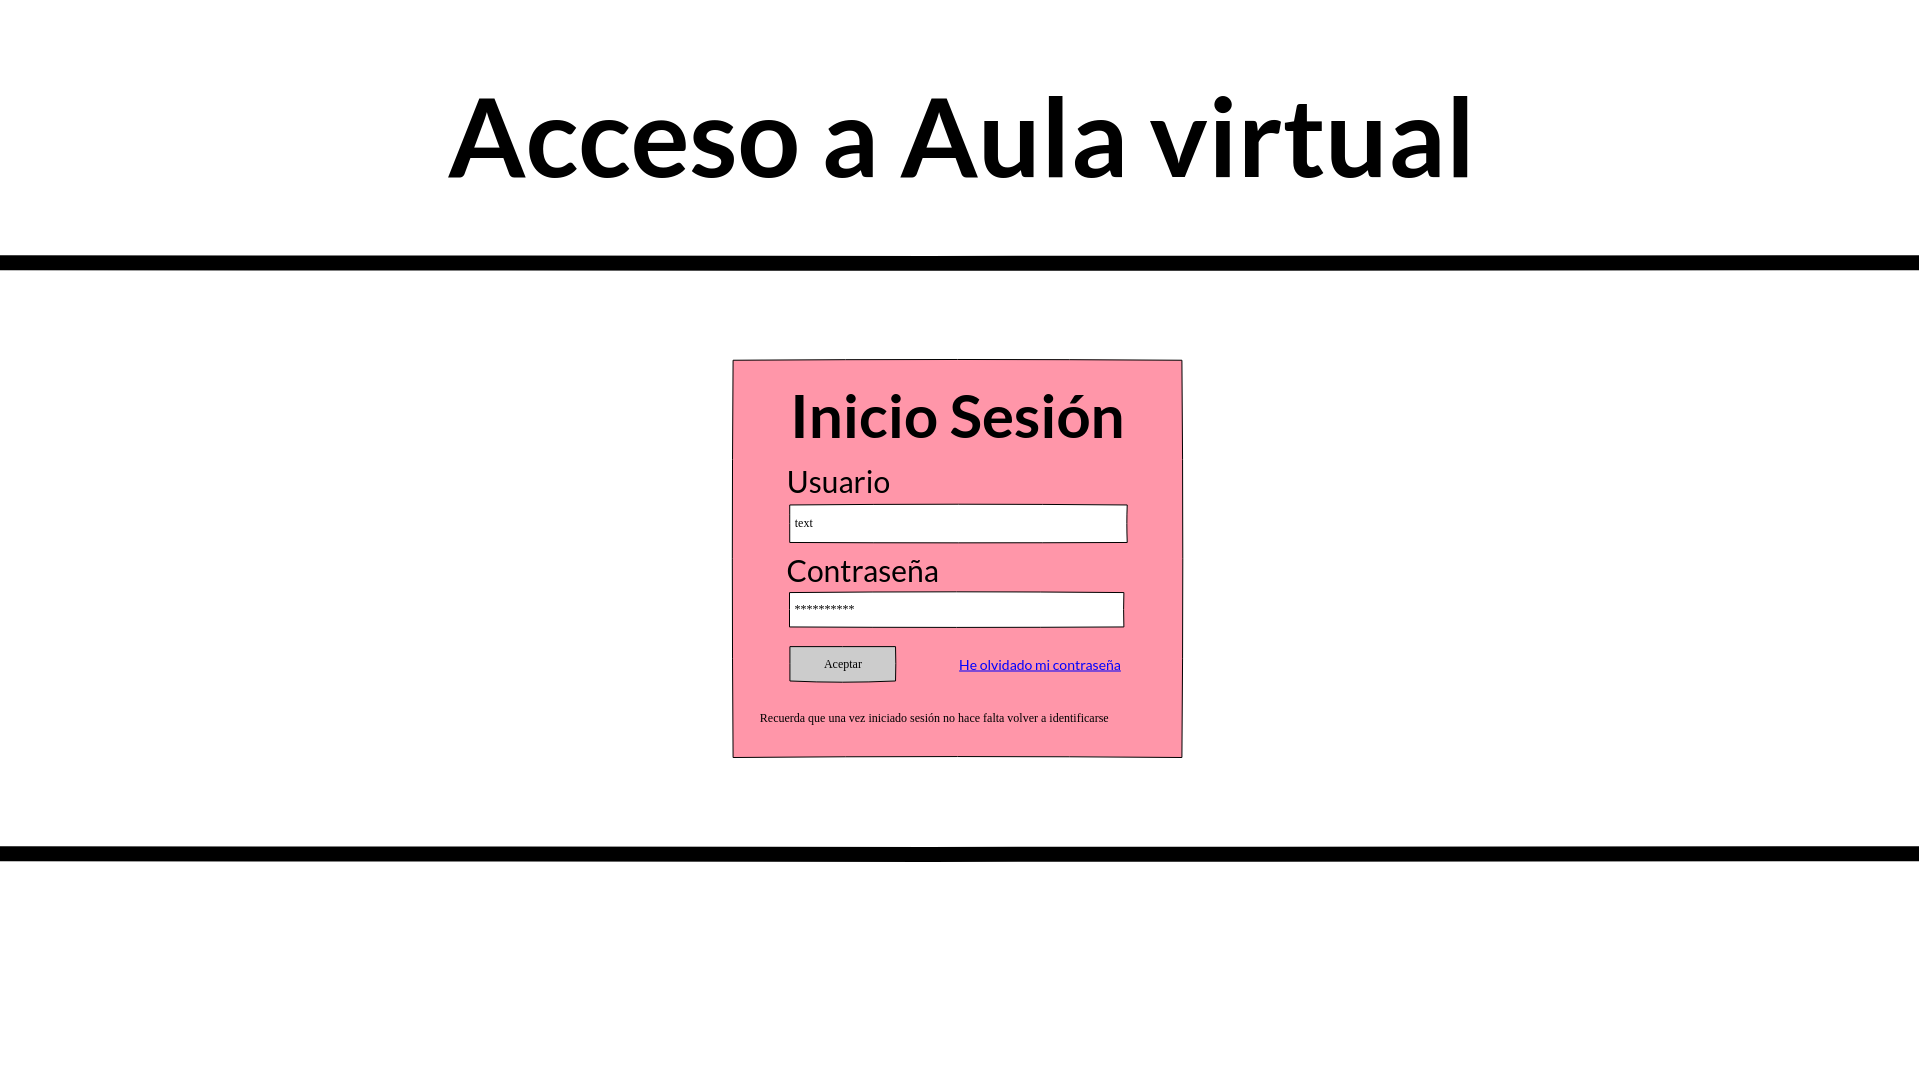 Acceso a Aula virtual
Inicio Sesión
Usuario
text
Contraseña
**********
Aceptar
He olvidado mi contraseña
Recuerda que una vez iniciado sesión no hace falta volver a identificarse